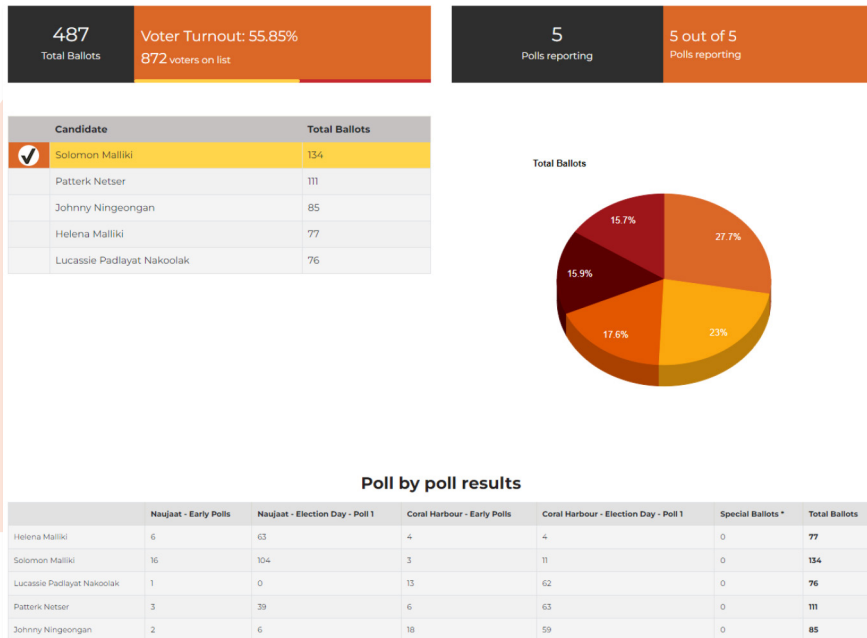 487
Total Ballots
Voter Turnout: 55.85%
872 voters on list
5
Polls reporting
5 out of 5
Polls reporting
Candidate Total Ballots
Solomon Malliki 134
Patterk Netser 111
Johnny Ningeongan 85
Helena Malliki 77
Lucassie Padlayat Nakoolak 76
Total Ballots
15.7%
27.7%
15.9%
17.6%
23%
Poll by poll results
Naujaat - Early Polls Naujaat - Election Day - Poll 1 Coral Harbour - Early Polls Coral Harbour - Election Day - Poll 1 Special Ballots * Total Ballots
Helena Malliki 6 63 4 4 0 77
Solomon Malliki 16 104 3 11 0 134
Lucassie Padlayat Nakoolak 1 0 13 62 0 76
Patterk Netser 3 39 6 63 0 111
Johnny Ningeongan 2 6 18 59 0 85